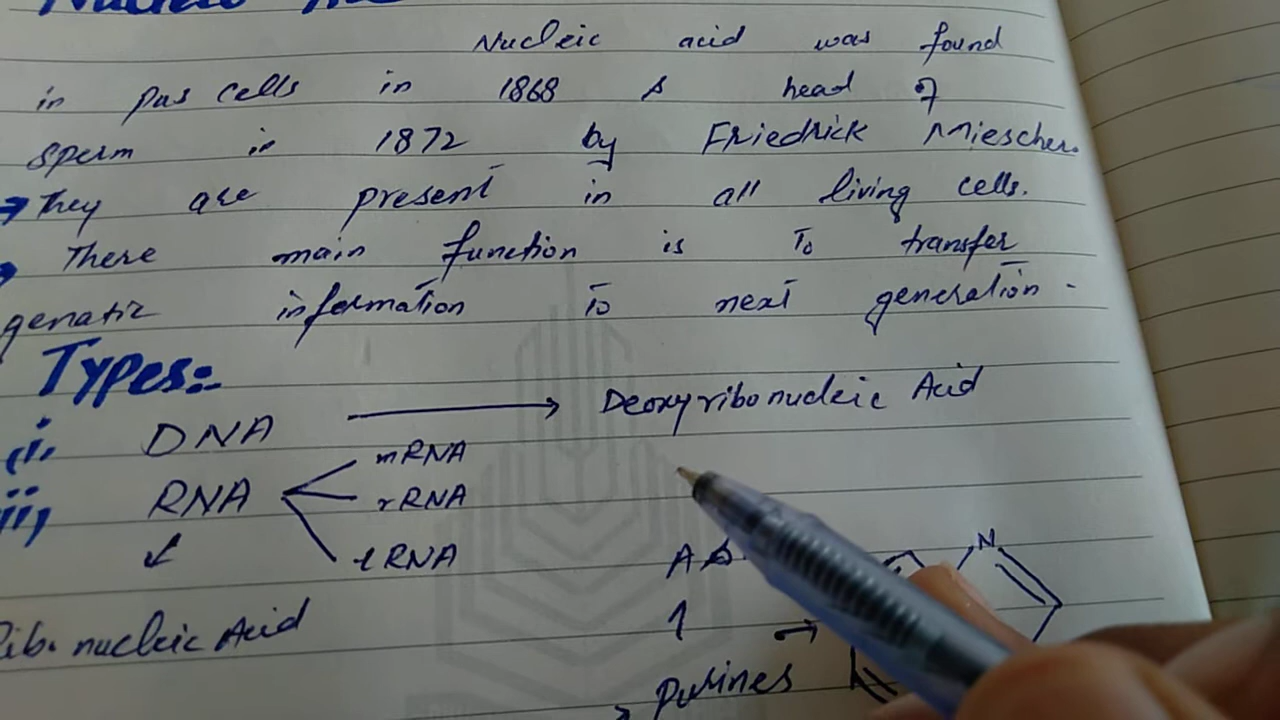 Nucleic acid was found
in pus cells in 1868 & head of
sperm in 1872 by Friedrick Miescher.
→ They are present in all living cells.
→ There main function is To transfer
genatic information To next generation.
Types:-
(i. DNA → Deoxyribonucleic Acid
ii) RNA
mRNA
rRNA
tRNA
Ribonucleic Acid
A &
N
Purines